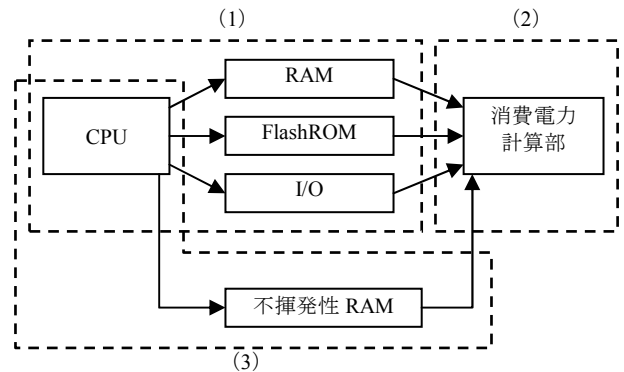 (1)
(2)
RAM
CPU
FlashROM
I/O
消費電力
計算部
不揮発性 RAM
(3)